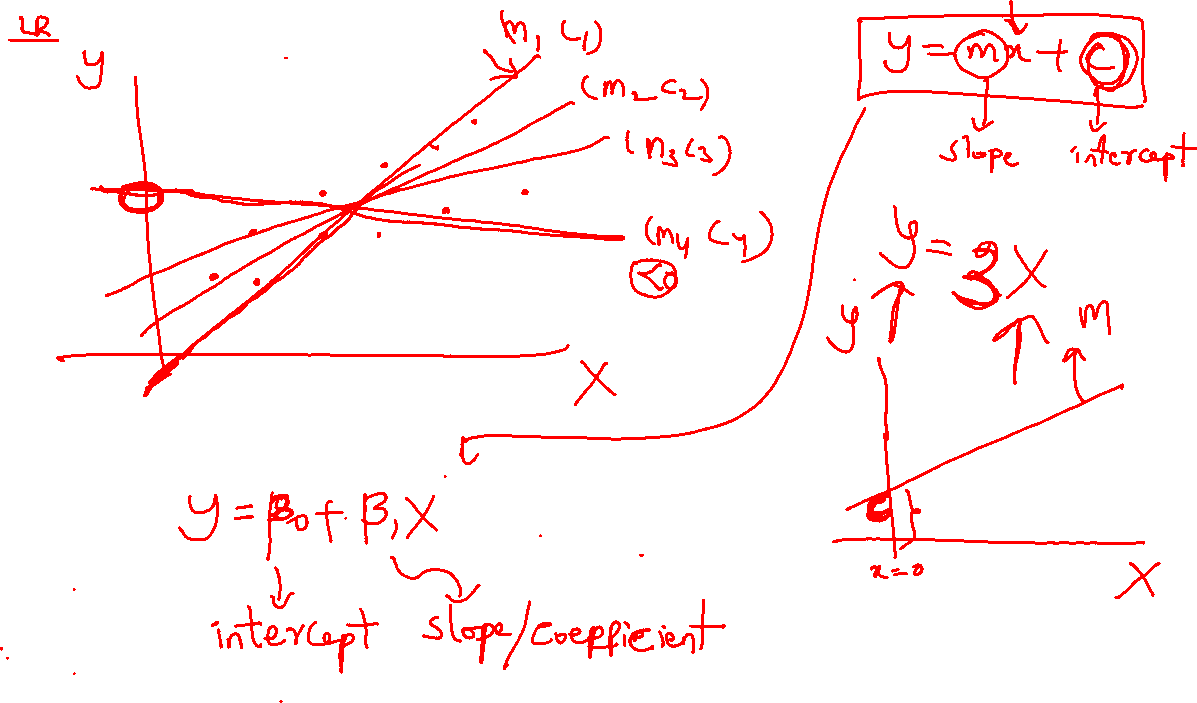 LR
y
m1 c1)
(m2 c2)
(m3 c3)
(m4 c4)
<0
X
y = mx + c
slope intercept
y = 3x
y
m
c
x=0
X
y = β0 + β1 X
intercept slope/coefficient